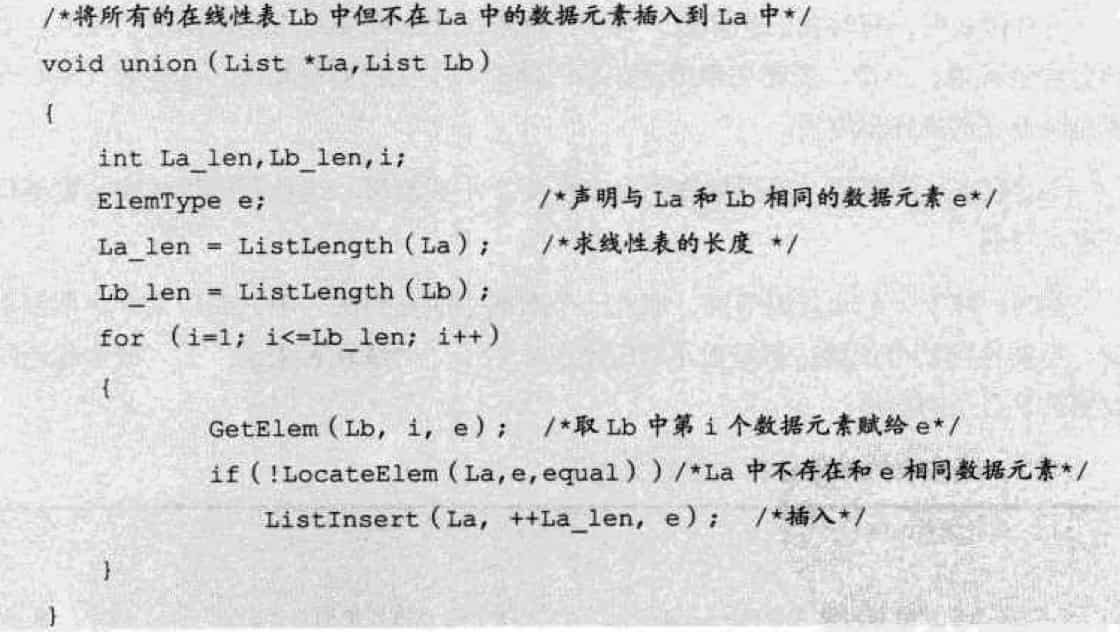 /*将所有的在线性表 Lb 中但不在 La 中的数据元素插入到 La 中*/
void union (List *La,List Lb)
{
int La_len,Lb_len,i;
ElemType e; /*声明与 La 和 Lb 相同的数据元素 e*/
La_len = ListLength (La); /*求线性表的长度 */
Lb_len = ListLength (Lb);
for (i=1; i<=Lb_len; i++)
{
GetElem (Lb, i, e); /*取 Lb 中第 i 个数据元素赋给 e*/
if (!LocateElem (La,e,equal)) /*La 中不存在和 e 相同数据元素*/
ListInsert (La, ++La_len, e); /*插入*/
}
}